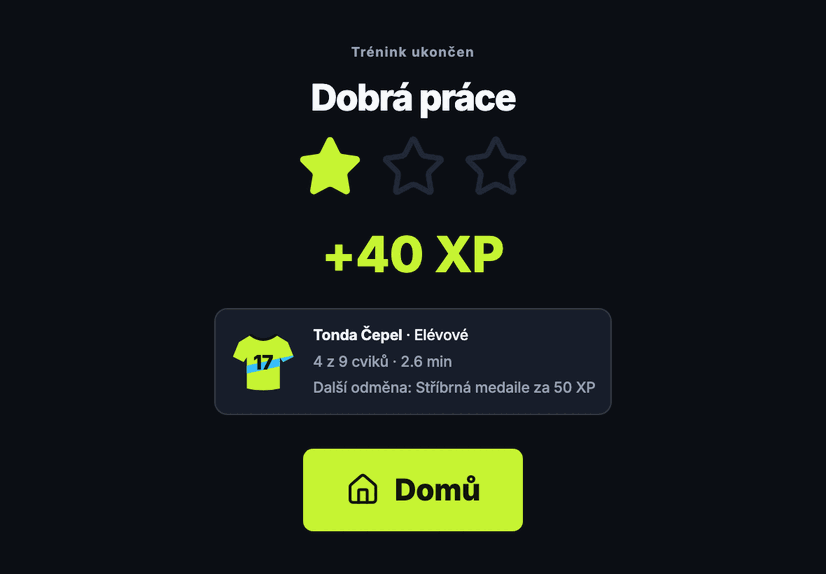 Trénink ukončen
Dobrá práce
+40 XP
17
Tonda Čepel · Elévové
4 z 9 cviků · 2.6 min
Další odměna: Stříbrná medaile za 50 XP
Domů